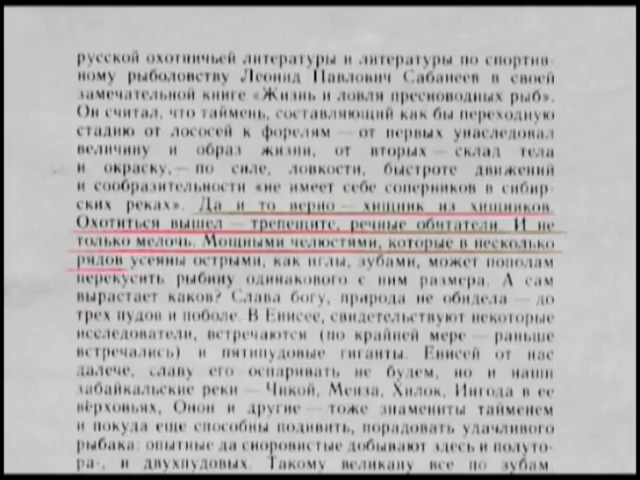 русской охотничьей литературы и литературы по спортив-
ному рыболовству Леонид Павлович Сабанеев в своей
замечательной книге «Жизнь и ловля пресноводных рыб».
Он считал, что таймень, составляющий как бы переходную
стадию от лососей к форелям — от первых унаследовал
величину и образ жизни, от вторых — склад тела
и окраску, — по силе, ловкости, быстроте движений
и сообразительности «не имеет себе соперников в сибир-
ских реках». Да и то верно — хищник из хищников.
Охотиться вышел — трепещите, речные обитатели. И не
только мелочь. Мощными челюстями, которые в несколько
рядов усеяны острыми, как иглы, зубами, может пополам
перекусить рыбину одинакового с ним размера. А сам
вырастает каков? Слава богу, природа не обидела — до
трех пудов и поболе. В Енисее, свидетельствуют некоторые
исследователи, встречаются (по крайней мере — раньше
встречались) и пятипудовые гиганты. Енисей от нас
далече, славу его оспаривать не будем, но и наши
забайкальские реки — Чикой, Менза, Хилок, Ингода в ее
вёрховьях, Онон и другие — тоже знамениты тайменем
и покуда еще способны подивить, порадовать удачливого
рыбака: опытные да сноровистые добывают здесь и полуто-
ра-, и двухпудовых. Такому великану все по зубам.